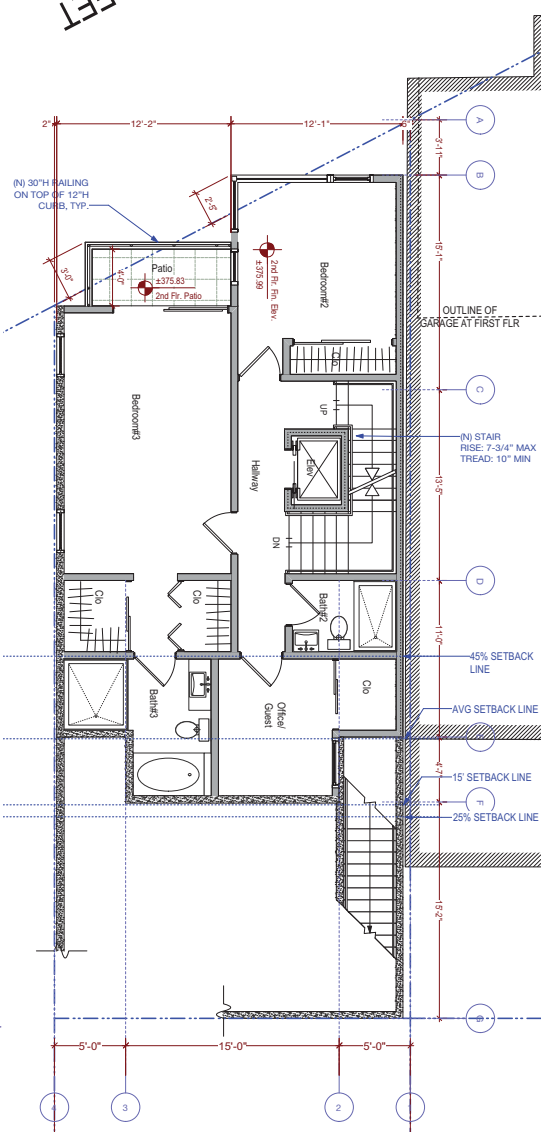 EET
2"
12'-2"
12'-1"
A
3'-11"
B
(N) 30"H RAILING
ON TOP OF 12"H
CURB, TYP.
2'-5"
15'-1"
3'-0"
4'-0"
Patio
±375.83
2nd Flr. Patio
2nd Flr. Fin. Elev.
±375.99
Bedroom#2
OUTLINE OF
GARAGE AT FIRST FLR
Clo
C
UP
Bedroom#3
(N) STAIR
RISE: 7-3/4" MAX
TREAD: 10" MIN
Elev
Hallway
13'-5"
DN
D
Clo
Clo
Bath#2
11'-0"
45% SETBACK
LINE
Clo
Bath#3
Office/
Guest
AVG SETBACK LINE
4'-7"
15' SETBACK LINE
F
25% SETBACK LINE
15'-2"
G
5'-0"
15'-0"
5'-0"
4
3
2
1